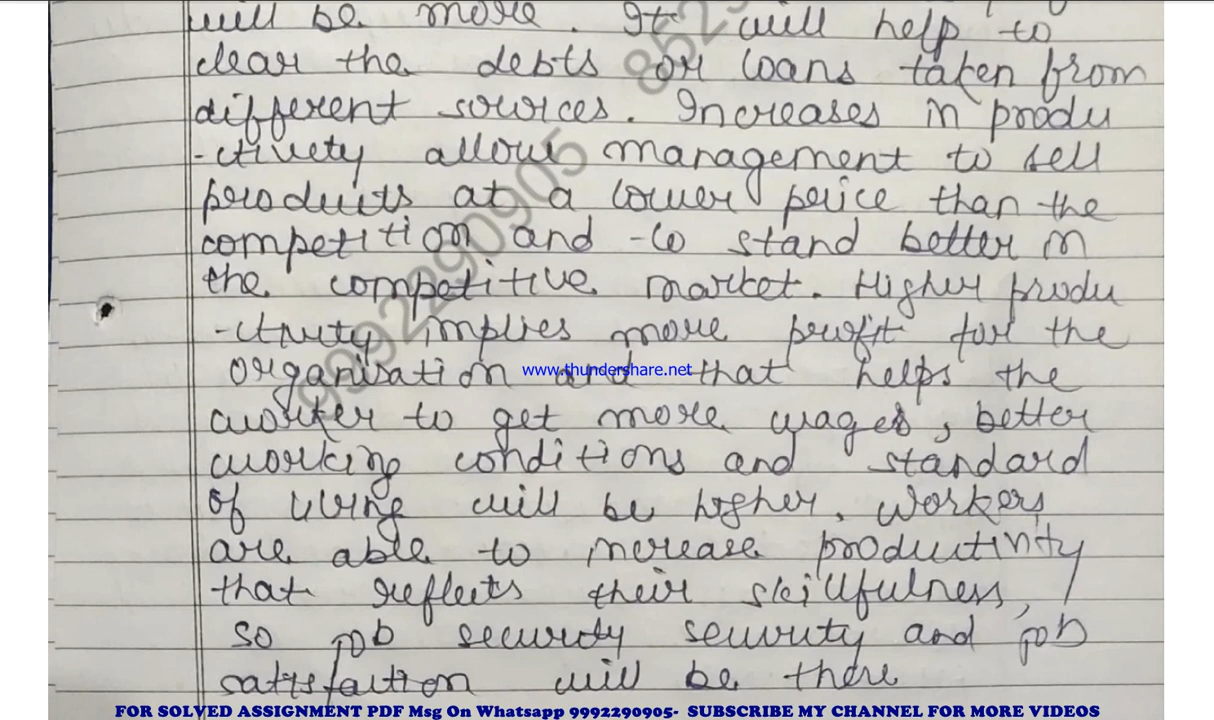 will be more. It will help to
clear the debts or loans taken from
different sources. Increases in produ
-ctivety allows management to sell
products at a lower price than the
competition and to stand better in
the competitive market. Higher produ
-ctivity implies more profit for the
organisation and that helps the
worker to get more wages, better
working conditions and standard
of living will be higher. Workers
are able to increase productivity
that reflects their skillfulness,
so job security security and job
satisfaction will be there
9992290905
852
www.thundershare.net
FOR SOLVED ASSIGNMENT PDF Msg On Whatsapp 9992290905- SUBSCRIBE MY CHANNEL FOR MORE VIDEOS